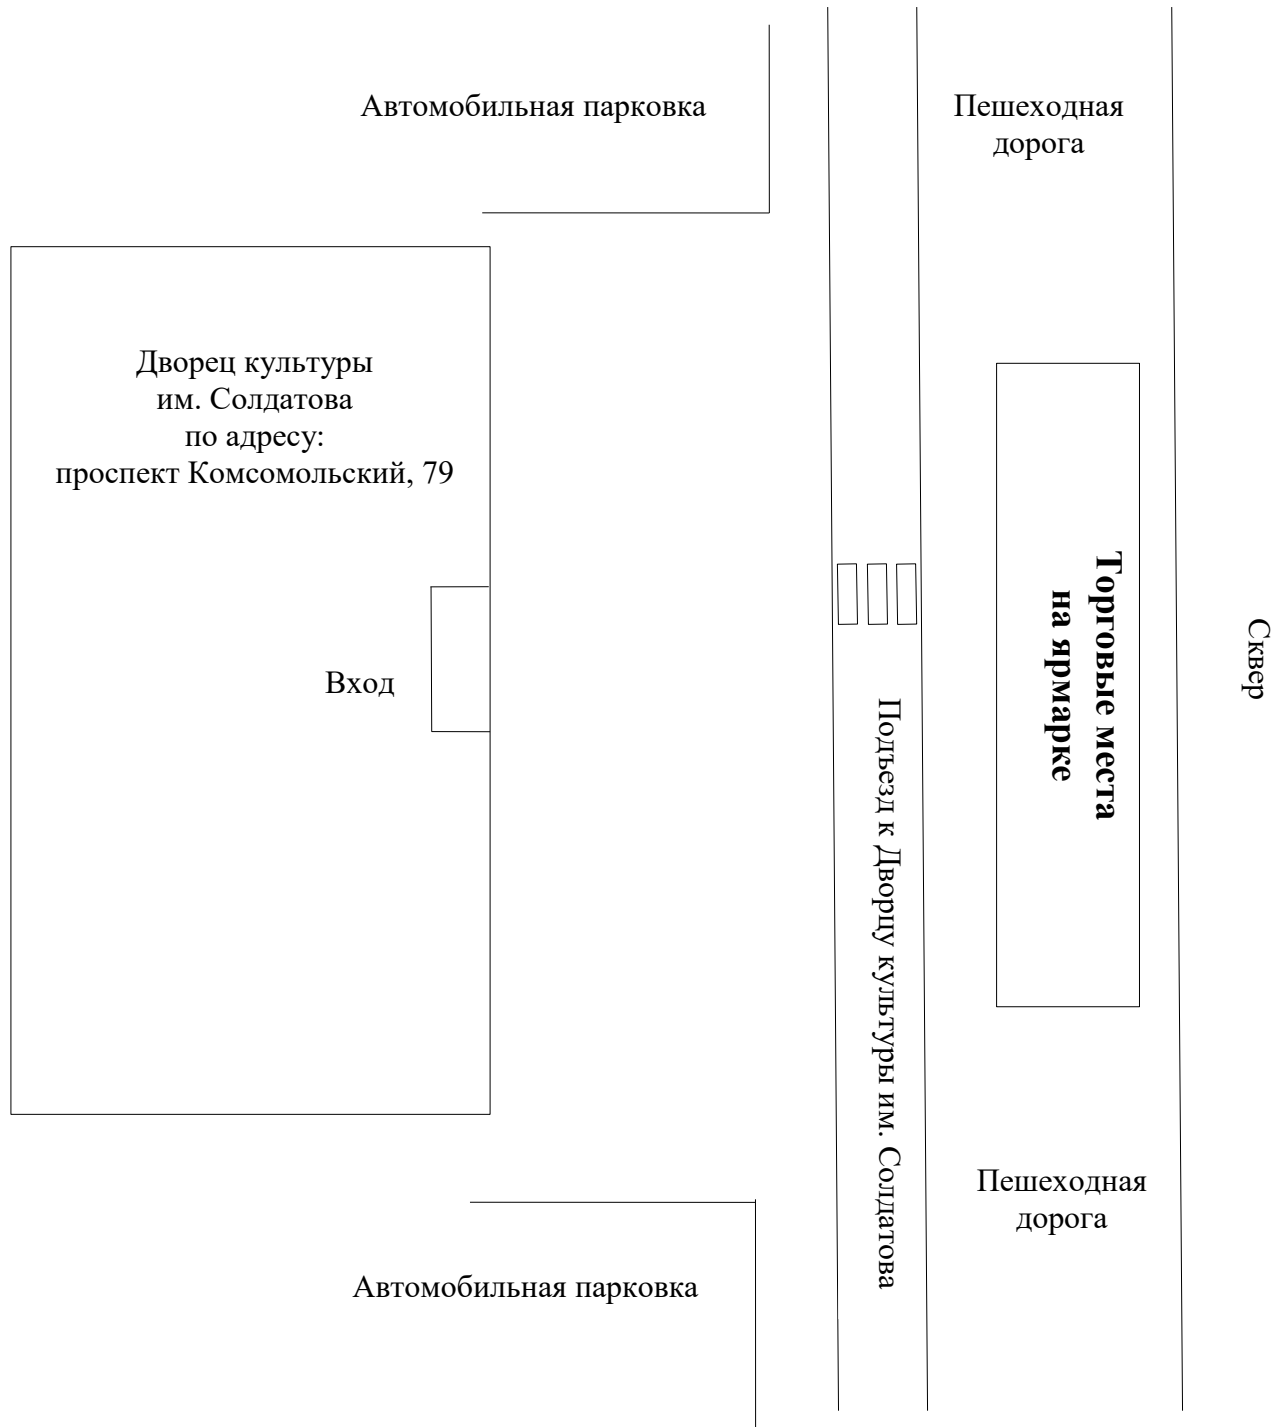 Автомобильная парковка
Пешеходная
дорога
Дворец культуры
им. Солдатова
по адресу:
проспект Комсомольский, 79
Вход
Подъезд к Дворцу культуры им. Солдатова
Торговые места
на ярмарке
Сквер
Пешеходная
дорога
Автомобильная парковка